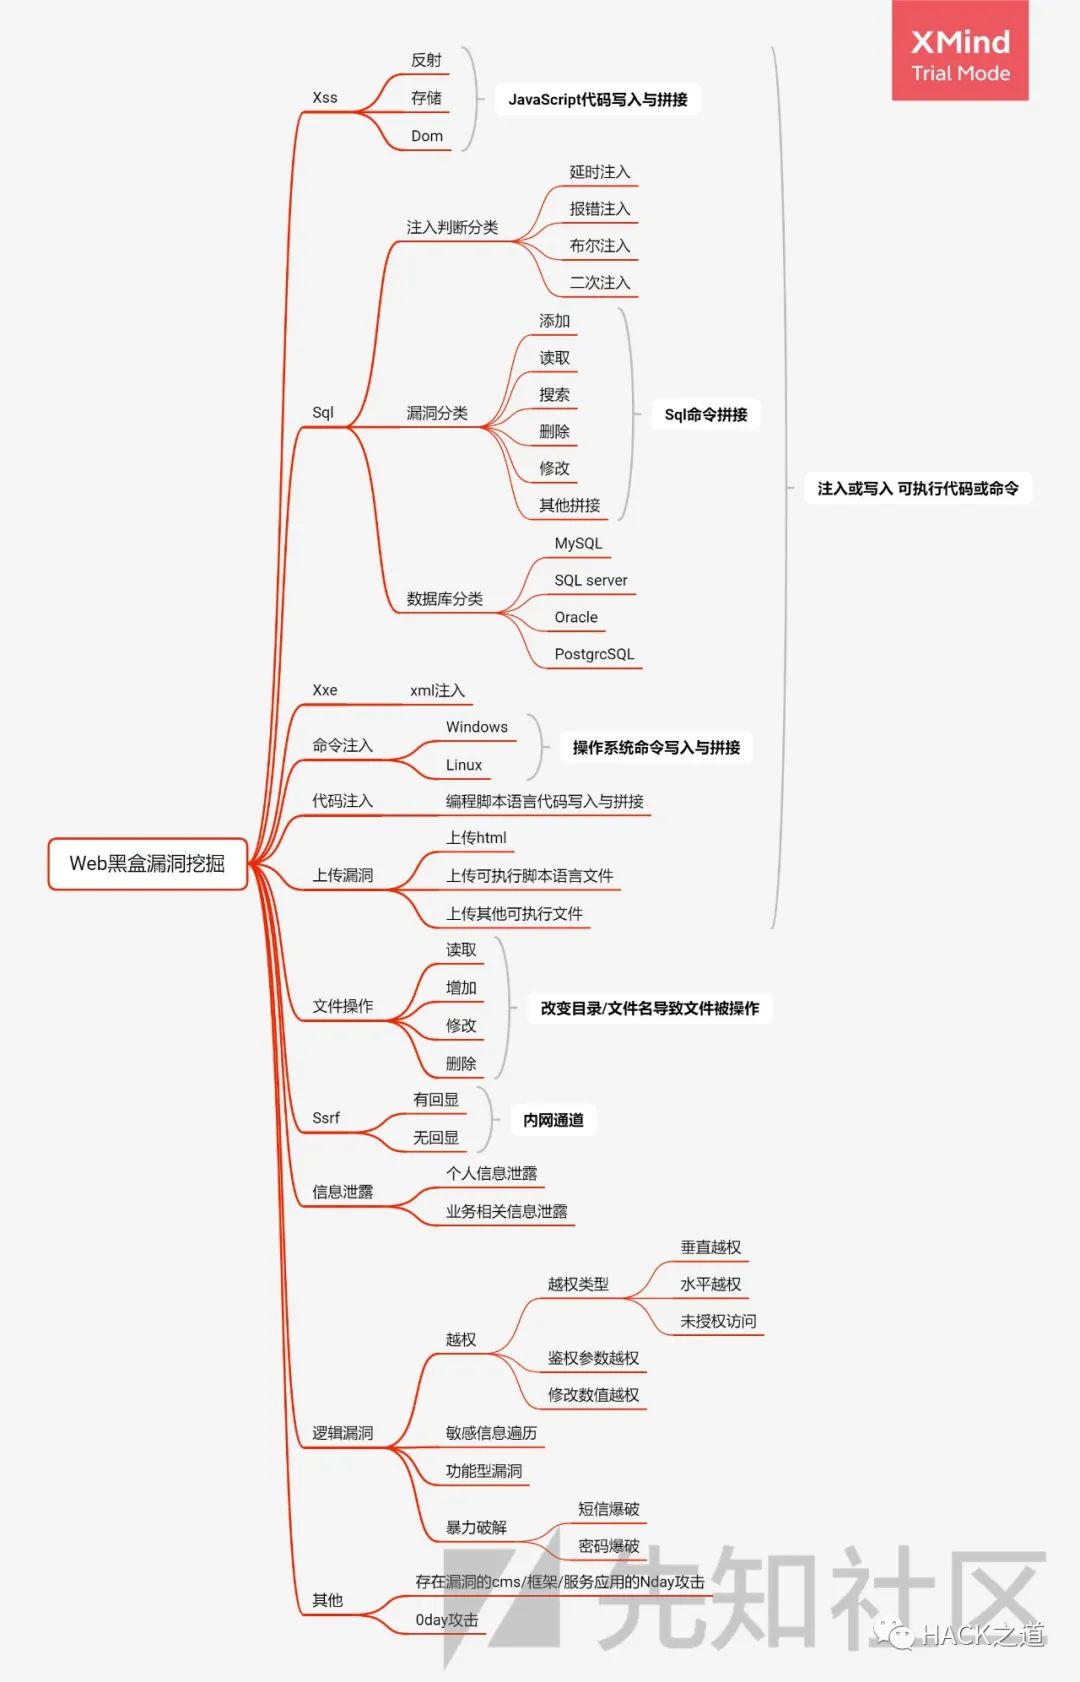 XMind
Trial Mode
Web黑盒漏洞挖掘
Xss
反射
存储
Dom
JavaScript代码写入与拼接
Sql
注入判断分类
延时注入
报错注入
布尔注入
二次注入
漏洞分类
添加
读取
搜索
删除
修改
其他拼接
Sql命令拼接
数据库分类
MySQL
SQL server
Oracle
PostgrcSQL
Xxe
xml注入
命令注入
Windows
Linux
操作系统命令写入与拼接
代码注入
编程脚本语言代码写入与拼接
上传漏洞
上传html
上传可执行脚本语言文件
上传其他可执行文件
注入或写入 可执行代码或命令
文件操作
读取
增加
修改
删除
改变目录/文件名导致文件被操作
Ssrf
有回显
无回显
内网通道
信息泄露
个人信息泄露
业务相关信息泄露
逻辑漏洞
越权
越权类型
垂直越权
水平越权
未授权访问
鉴权参数越权
修改数值越权
敏感信息遍历
功能型漏洞
暴力破解
短信爆破
密码爆破
其他
存在漏洞的cms/框架/服务应用的Nday攻击
0day攻击
先知社区
HACK之道